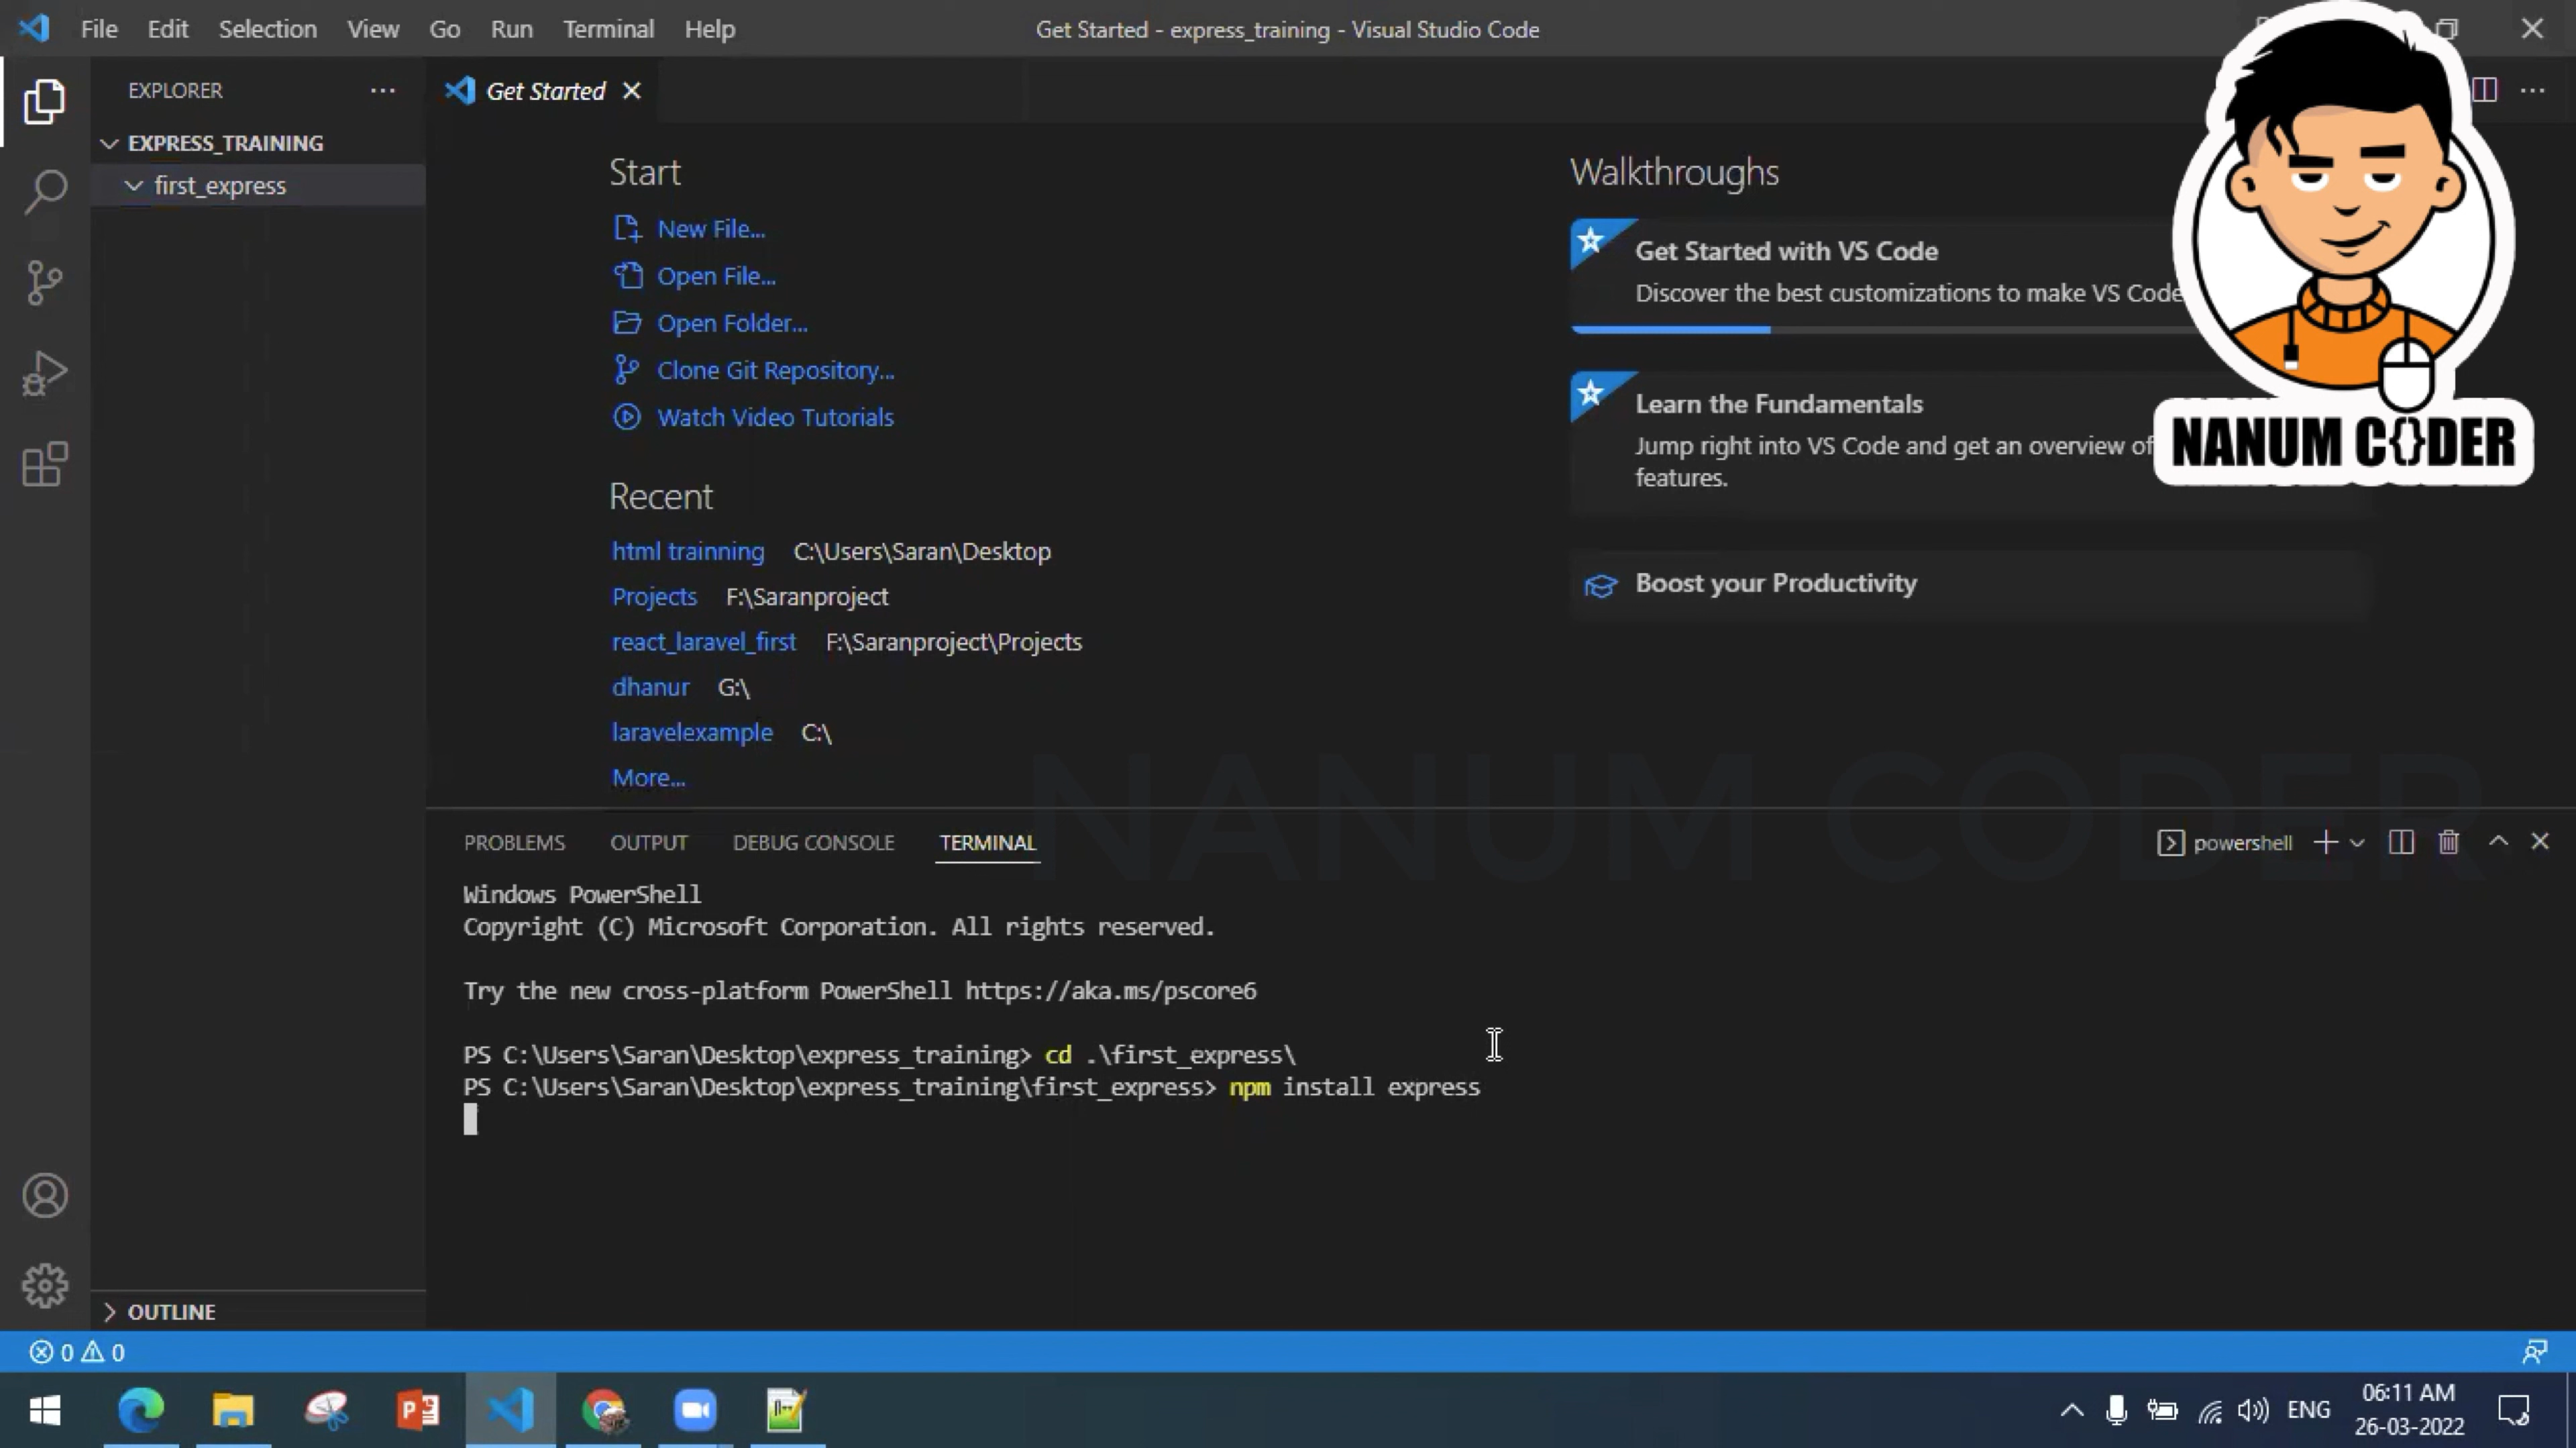 File Edit Selection View Go Run Terminal Help
Get Started - express_training - Visual Studio Code
EXPLORER
EXPRESS_TRAINING
first_express
OUTLINE
Get Started
Start
New File...
Open File...
Open Folder...
Clone Git Repository...
Watch Video Tutorials
Recent
html trainning C:\Users\Saran\Desktop
Projects F:\Saranproject
react_laravel_first F:\Saranproject\Projects
dhanur G:\
laravelexample C:\
More...
Walkthroughs
Get Started with VS Code
Discover the best customizations to make VS Code
Learn the Fundamentals
Jump right into VS Code and get an overview of
features.
Boost your Productivity
NANUM C{}DER
NANUM CODER
PROBLEMS OUTPUT DEBUG CONSOLE TERMINAL
powershell
Windows PowerShell
Copyright (C) Microsoft Corporation. All rights reserved.
Try the new cross-platform PowerShell https://aka.ms/pscore6
PS C:\Users\Saran\Desktop\express_training> cd .\first_express\
PS C:\Users\Saran\Desktop\express_training\first_express> npm install express
0 0
ENG
06:11 AM
26-03-2022